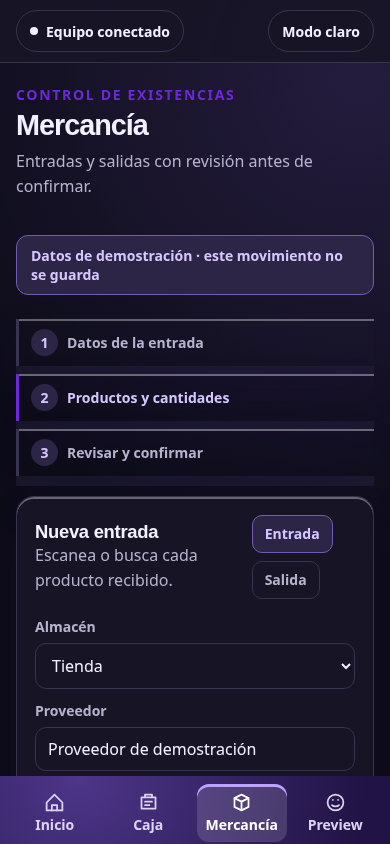 Equipo conectado
Modo claro
CONTROL DE EXISTENCIAS
Mercancía
Entradas y salidas con revisión antes de
confirmar.
Datos de demostración · este movimiento no
se guarda
1 Datos de la entrada
2 Productos y cantidades
3 Revisar y confirmar
Nueva entrada
Escanea o busca cada
producto recibido.
Entrada
Salida
Almacén
Tienda
Proveedor
Proveedor de demostración
Inicio
Caja
Mercancía
Preview